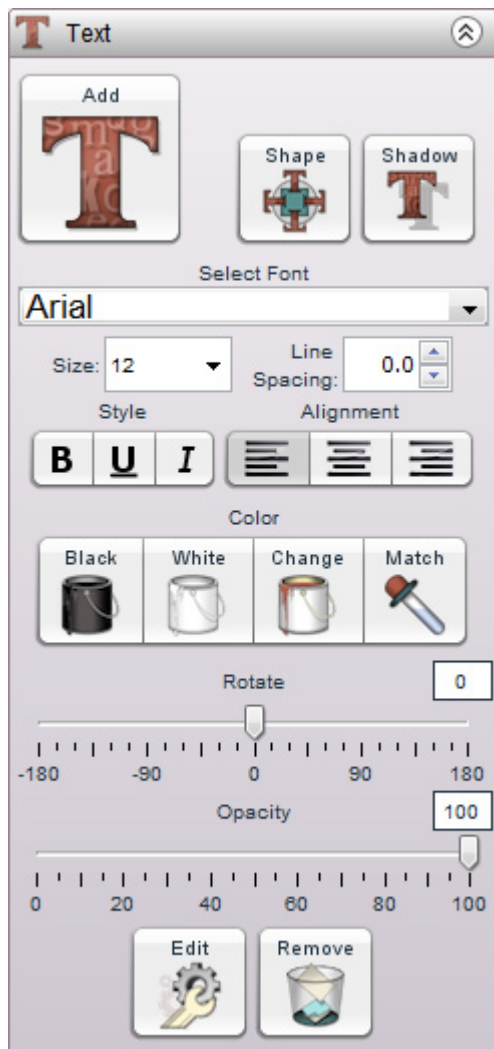 Text
Add
Shape Shadow
Select Font
Arial
Size: 12 Line Spacing: 0.0
Style Alignment
B U I
Color
Black White Change Match
Rotate 0
-180 -90 0 90 180
Opacity 100
0 20 40 60 80 100
Edit Remove